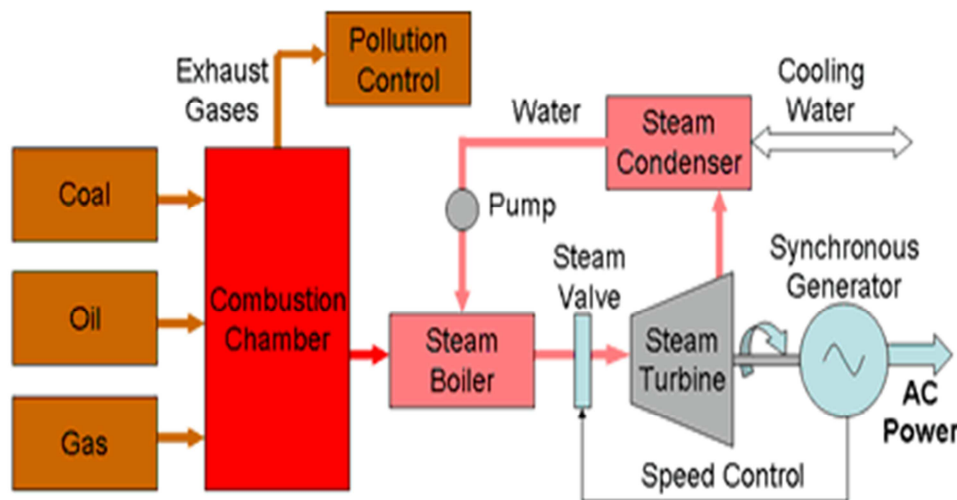 Pollution
Control
Exhaust
Gases
Cooling
Water
Water
Steam
Condenser
Coal
Pump
Synchronous
Generator
Steam
Valve
Oil
Combustion
Chamber
Steam
Boiler
Steam
Turbine
AC
Power
Gas
Speed Control